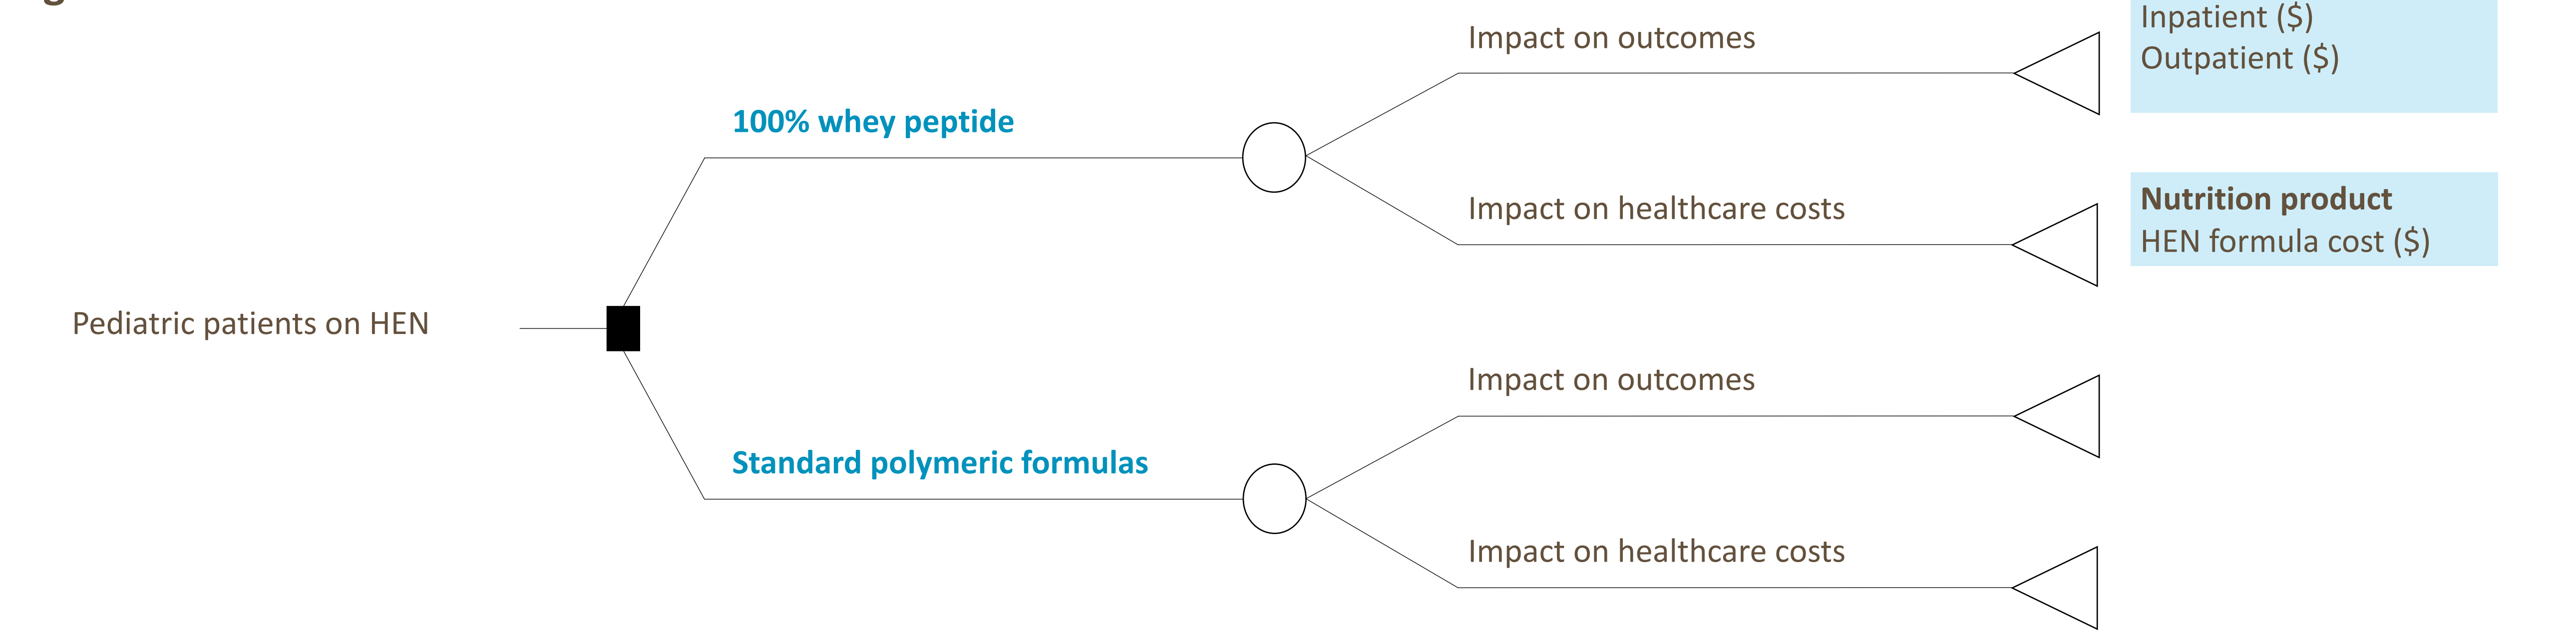 Inpatient ($)
Impact on outcomes
Outpatient ($)
100% whey peptide
Nutrition product
Impact on healthcare costs
HEN formula cost ($)
Pediatric patients on HEN
Impact on outcomes
Standard polymeric formulas
Impact on healthcare costs